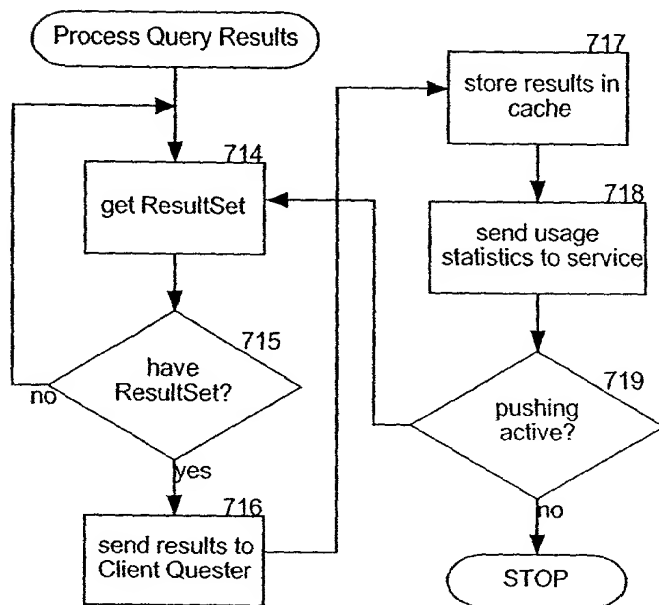 Process Query Results
714
get ResultSet
715
have
ResultSet?
no
yes
716
send results to
Client Quester
717
store results in
cache
718
send usage
statistics to service
719
pushing
active?
no
STOP